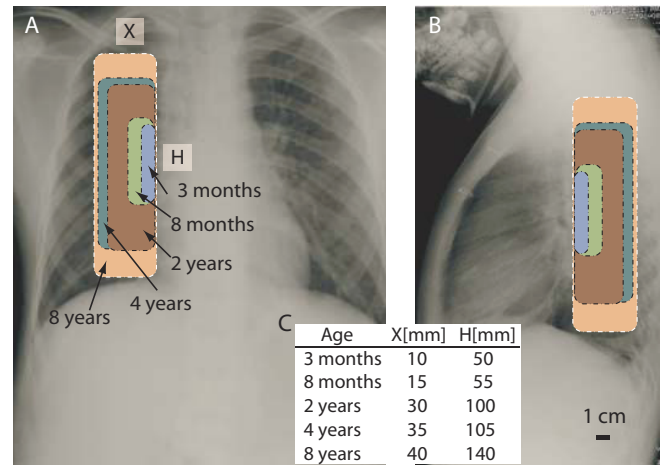 A
X
B
H
3 months
8 months
2 years
4 years
8 years
C
Age X[mm] H[mm]
3 months 10 50
8 months 15 55
2 years 30 100
4 years 35 105
8 years 40 140
1 cm